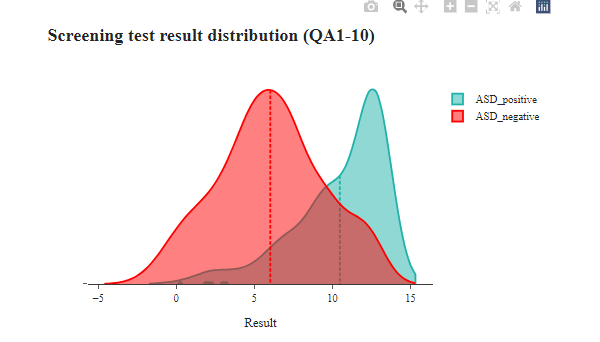 Screening test result distribution (QA1-10)
ASD_positive
ASD_negative
−5 0 5 10 15
Result